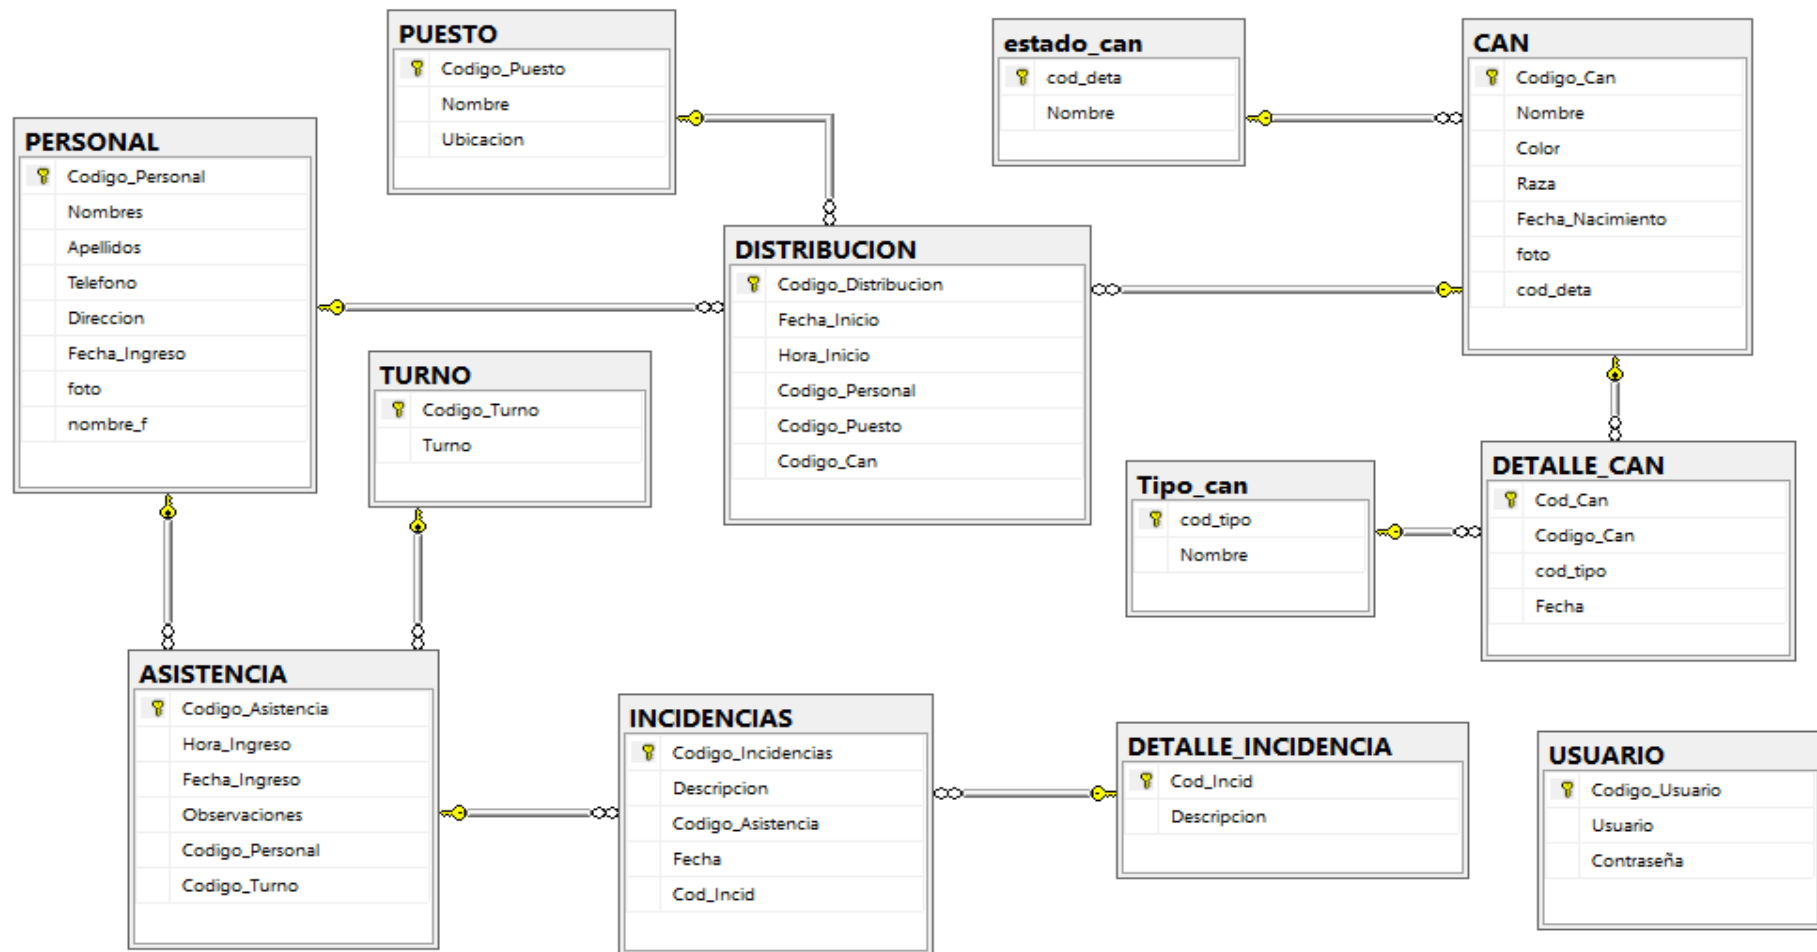 PUESTO
Codigo_Puesto
Nombre
Ubicacion
estado_can
cod_deta
Nombre
CAN
Codigo_Can
Nombre
Color
Raza
Fecha_Nacimiento
foto
cod_deta
PERSONAL
Codigo_Personal
Nombres
Apellidos
Telefono
Direccion
Fecha_Ingreso
foto
nombre_f
DISTRIBUCION
Codigo_Distribucion
Fecha_Inicio
Hora_Inicio
Codigo_Personal
Codigo_Puesto
Codigo_Can
TURNO
Codigo_Turno
Turno
Tipo_can
cod_tipo
Nombre
DETALLE_CAN
Cod_Can
Codigo_Can
cod_tipo
Fecha
ASISTENCIA
Codigo_Asistencia
Hora_Ingreso
Fecha_Ingreso
Observaciones
Codigo_Personal
Codigo_Turno
INCIDENCIAS
Codigo_Incidencias
Descripcion
Codigo_Asistencia
Fecha
Cod_Incid
DETALLE_INCIDENCIA
Cod_Incid
Descripcion
USUARIO
Codigo_Usuario
Usuario
Contraseña